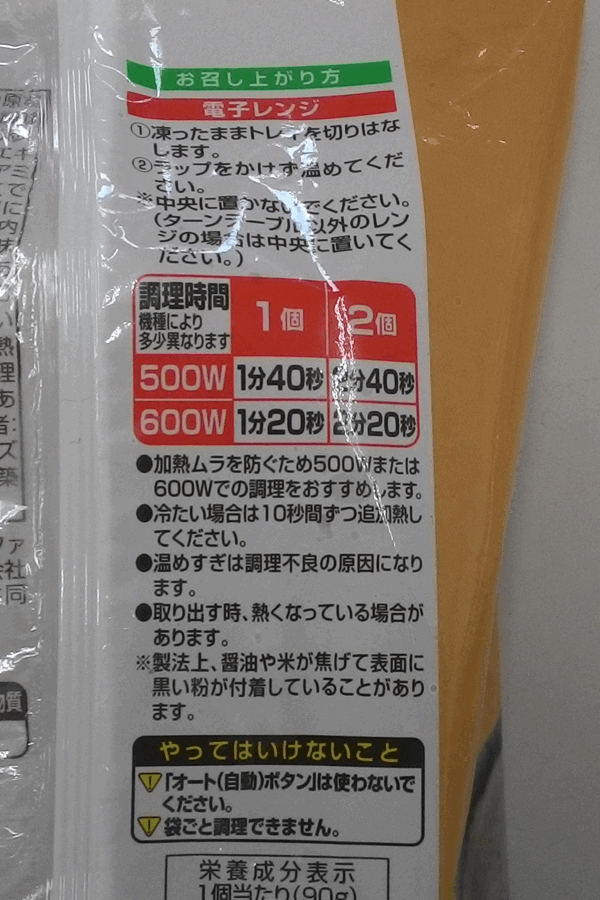 お召し上がり方
電子レンジ
①凍ったままトレイを切りはな
します。
②ラップをかけず温めてくだ
さい。
※中央に置かないでください。
(ターンテーブル以外のレン
ジの場合は中央に置いてく
ださい。)
調理時間
機種により
多少異なります
1個
2個
500W
1分40秒
2分40秒
600W
1分20秒
2分20秒
●加熱ムラを防ぐため500Wまたは
600Wでの調理をおすすめします。
●冷たい場合は10秒間ずつ追加熱し
てください。
●温めすぎは調理不良の原因になり
ます。
●取り出す時、熱くなっている場合が
あります。
※製法上、醤油や米が焦げて表面に
黒い粉が付着していることがあり
ます。
やってはいけないこと
「オート(自動)ボタン」は使わないで
ください。
袋ごと調理できません。
栄養成分表示
1個当たり(90g)